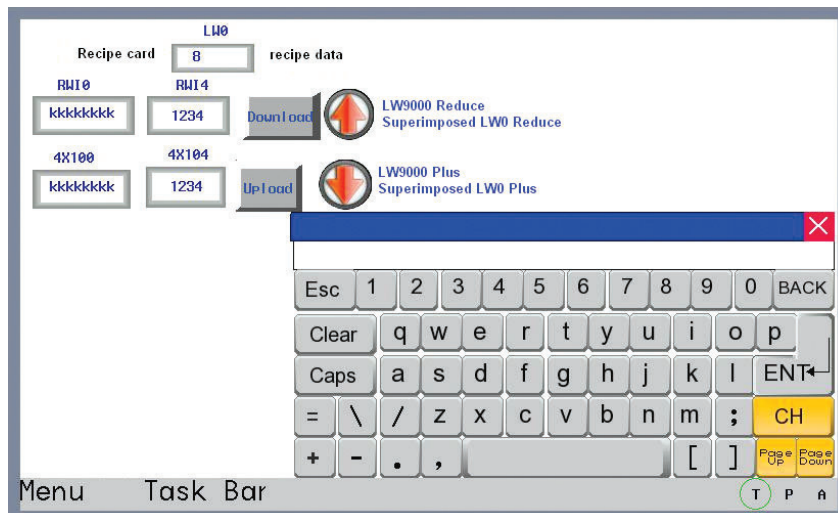 LW0
Recipe card 8 recipe data
RWI0 RWI4
kkkkkkkk 1234 Download LW9000 Reduce
Superimposed LW0 Reduce
4X100 4X104
kkkkkkkk 1234 Upload LW9000 Plus
Superimposed LW0 Plus
Esc 1 2 3 4 5 6 7 8 9 0 BACK
Clear q w e r t y u i o p
Caps a s d f g h j k l ENT
= \ / z x c v b n m ; CH
+ - . , [ ] Page Up Page Down
Menu Task Bar T P A